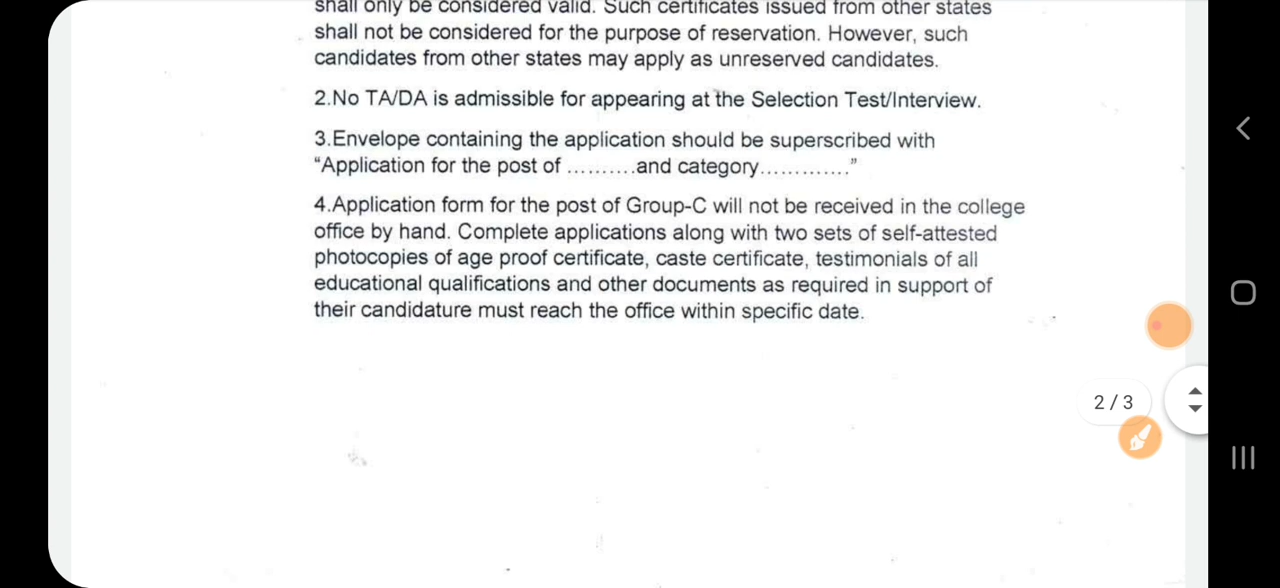 shall only be considered valid. Such certificates issued from other states
shall not be considered for the purpose of reservation. However, such
candidates from other states may apply as unreserved candidates.
2.No TA/DA is admissible for appearing at the Selection Test/Interview.
3.Envelope containing the application should be superscribed with
“Application for the post of ..........and category.............”
4.Application form for the post of Group-C will not be received in the college
office by hand. Complete applications along with two sets of self-attested
photocopies of age proof certificate, caste certificate, testimonials of all
educational qualifications and other documents as required in support of
their candidature must reach the office within specific date.
2 / 3